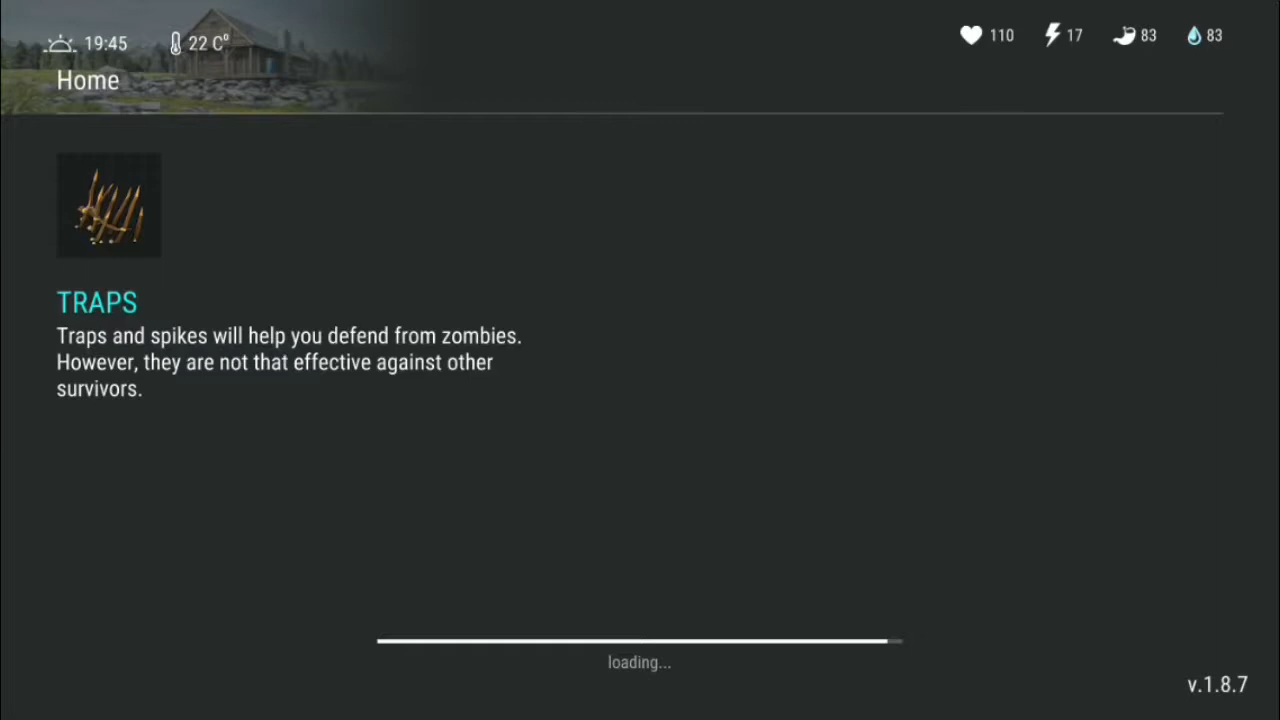 19:45 22 C° 110 17 83 83
Home
TRAPS
Traps and spikes will help you defend from zombies.
However, they are not that effective against other
survivors.
loading...
v.1.8.7